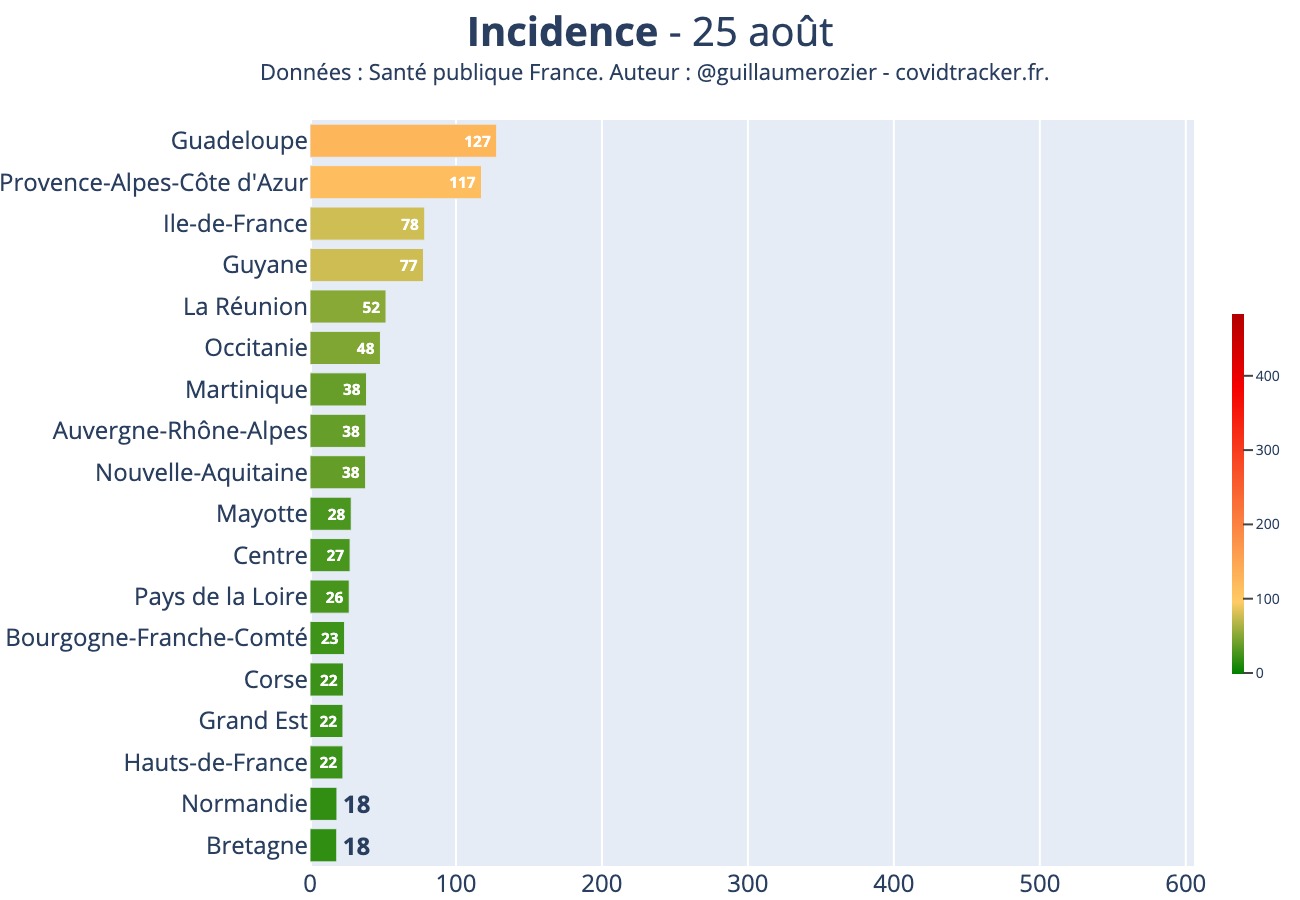 Incidence - 25 août
Données : Santé publique France. Auteur : @guillaumerozier - covidtracker.fr.
Guadeloupe 127
Provence-Alpes-Côte d'Azur 117
Ile-de-France 78
Guyane 77
La Réunion 52
Occitanie 48
Martinique 38
Auvergne-Rhône-Alpes 38
Nouvelle-Aquitaine 38
Mayotte 28
Centre 27
Pays de la Loire 26
Bourgogne-Franche-Comté 23
Corse 22
Grand Est 22
Hauts-de-France 22
Normandie 18
Bretagne 18
0 100 200 300 400 500 600
400
300
200
100
0